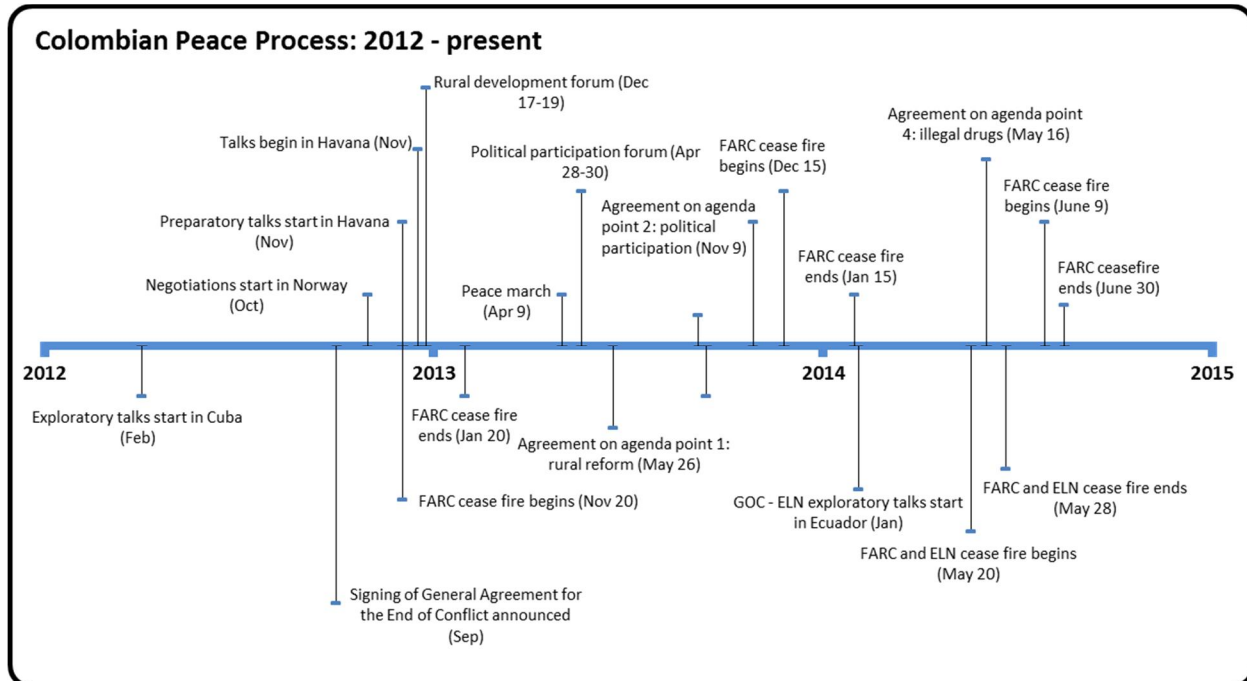 Colombian Peace Process: 2012 - present
Rural development forum (Dec
17-19)
Talks begin in Havana (Nov)
Preparatory talks start in Havana
(Nov)
Negotiations start in Norway
(Oct)
Political participation forum (Apr
28-30)
Peace march
(Apr 9)
Agreement on agenda
point 2: political
participation (Nov 9)
FARC cease fire
begins (Dec 15)
FARC cease fire
ends (Jan 15)
Agreement on agenda point
4: illegal drugs (May 16)
FARC cease fire
begins (June 9)
FARC ceasefire
ends (June 30)
2012
2013
2014
2015
Exploratory talks start in Cuba
(Feb)
Signing of General Agreement for
the End of Conflict announced
(Sep)
FARC cease fire begins (Nov 20)
FARC cease fire
ends (Jan 20)
Agreement on agenda point 1:
rural reform (May 26)
GOC - ELN exploratory talks start
in Ecuador (Jan)
FARC and ELN cease fire begins
(May 20)
FARC and ELN cease fire ends
(May 28)